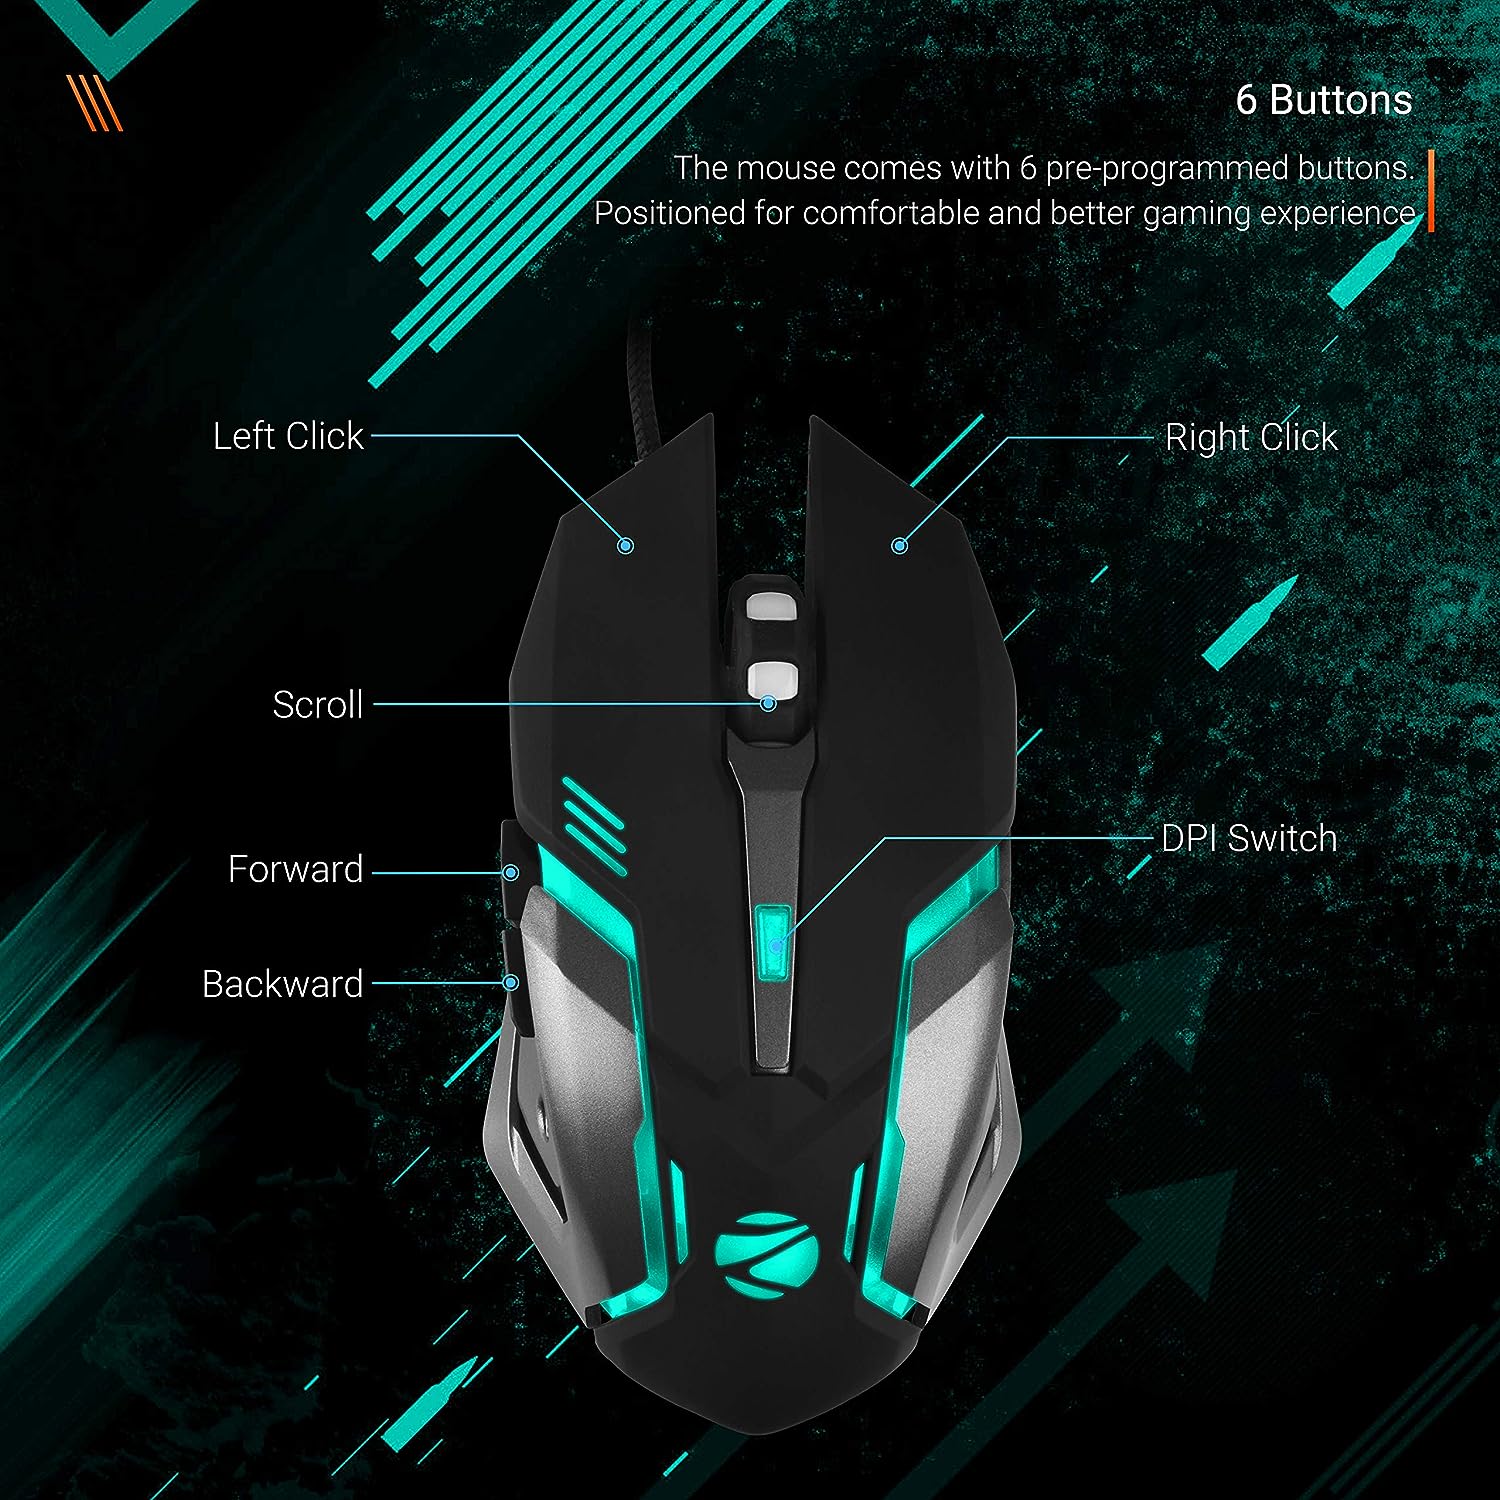 6 Buttons
The mouse comes with 6 pre-programmed buttons.
Positioned for comfortable and better gaming experience
Left Click
Right Click
Scroll
DPI Switch
Forward
Backward